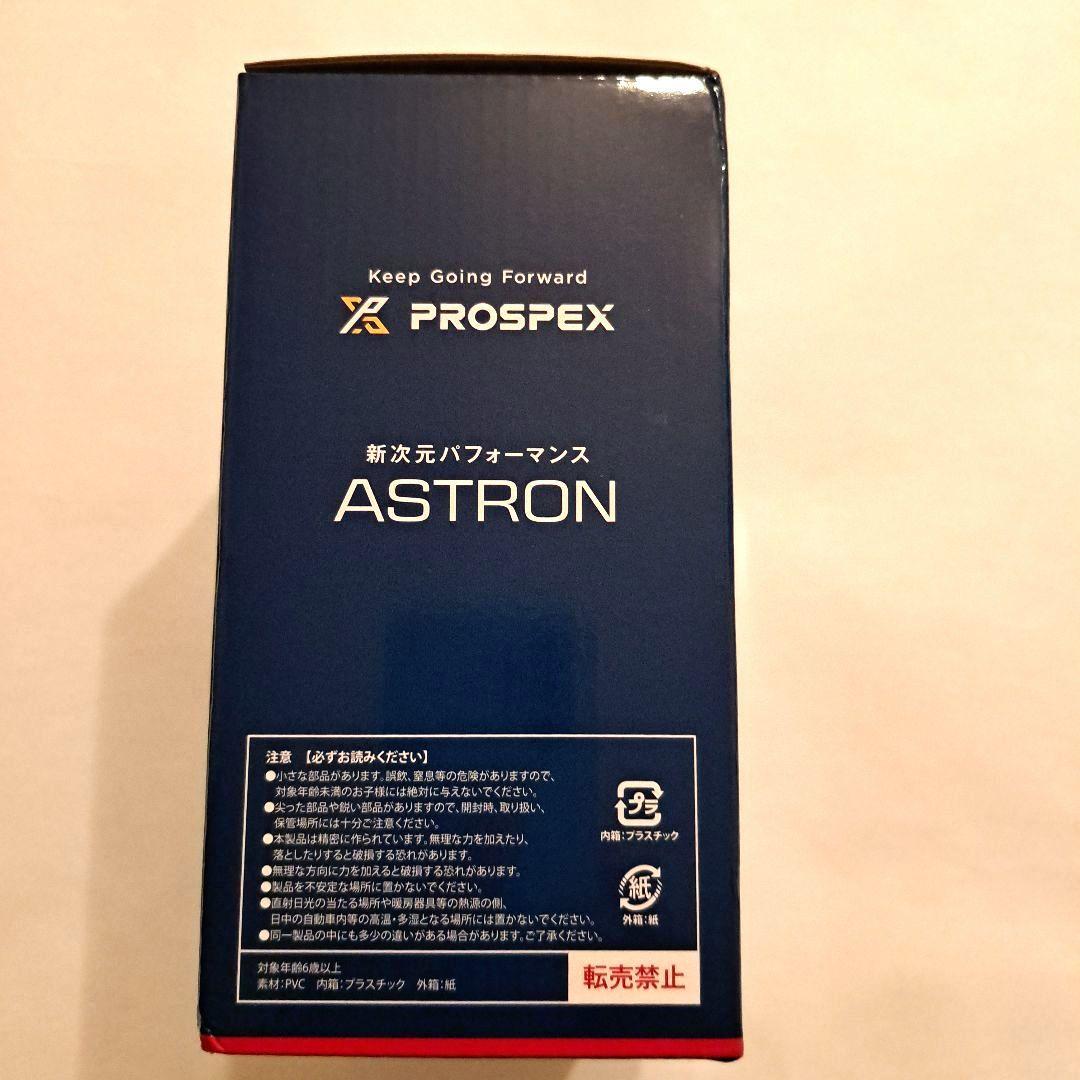 Keep Going Forward
PROSPEX
新次元パフォーマンス
ASTRON
注意 【必ずお読みください】
●小さな部品があります。誤飲、窒息等の危険がありますので、
対象年齢未満のお子様には絶対に与えないでください。
●尖った部品や鋭い部品がありますので、開封時、取り扱い、
保管場所には十分ご注意ください。
●本製品は精密に作られています。無理な力を加えたり、
落としたりすると破損する恐れがあります。
●無理な方向に力を加えると破損する恐れがあります。
●製品を不安定な場所に置かないでください。
●直射日光の当たる場所や暖房器具等の熱源の側、
日中の自動車内等の高温・多湿となる場所には置かないでください。
●同一製品の中にも多少の違いがある場合があります。ご了承ください。
プラ
内箱：プラスチック
紙
外箱：紙
対象年齢6歳以上
素材：PVC 内箱：プラスチック 外箱：紙
転売禁止